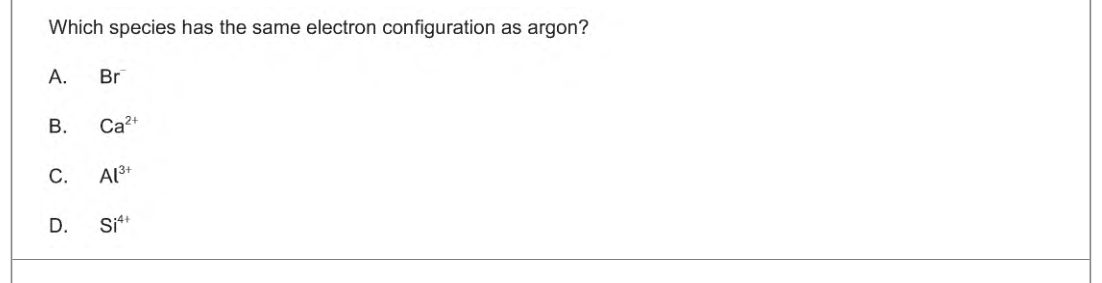 Which species has the same electron configuration as argon?
A. Br⁻
B. Ca²⁺
C. Al³⁺
D. Si⁴⁺